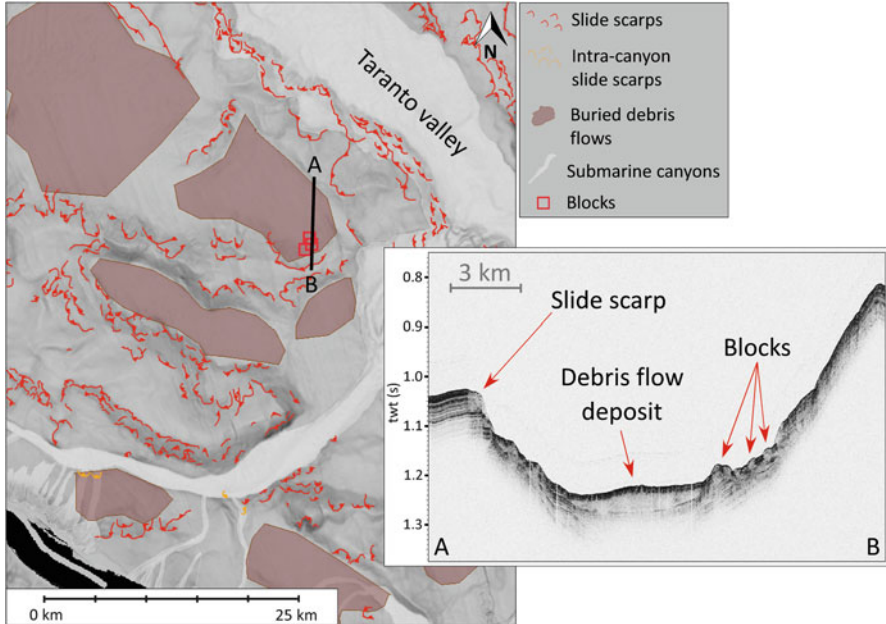 Taranto valley
A
B
N
0 km
25 km
Slide scarps
Intra-canyon
slide scarps
Buried debris
flows
Submarine canyons
Blocks
3 km
Slide scarp
Debris flow
deposit
Blocks
twt (s)
0.8
0.9
1.0
1.1
1.2
1.3
A
B